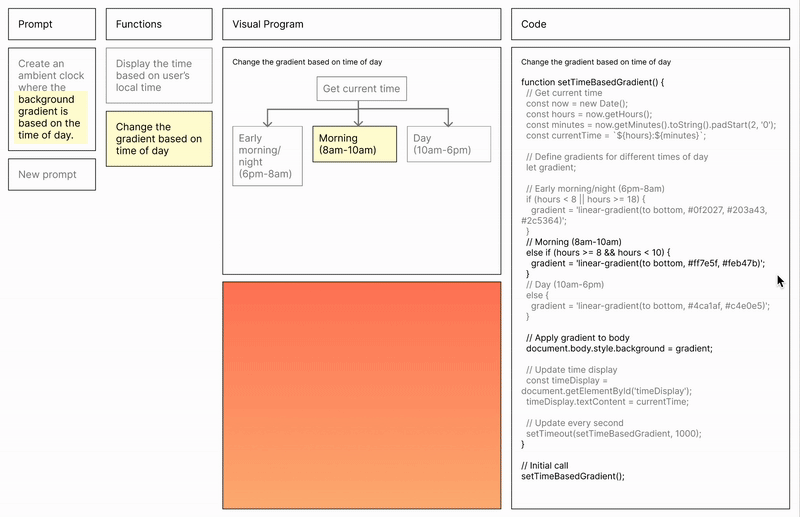 Prompt
Functions
Visual Program
Code
Create an
ambient clock
where the
background
gradient is
based on the
time of day.
New prompt
Display the time
based on user's
local time
Change the
gradient based on
time of day
Change the gradient based on time of day
Get current time
Early
morning/
night
(6pm-8am)
Morning
(8am-10am)
Day
(10am-6pm)
Change the gradient based on time of day
function setTimeBasedGradient() {
// Get current time
const now = new Date();
const hours = now.getHours();
const minutes = now.getMinutes().toString().padStart(2, '0');
const currentTime = `${hours}:${minutes}`;
// Define gradients for different times of day
let gradient;
// Early morning/night (6pm-8am)
if (hours < 8 || hours >= 18) {
gradient = 'linear-gradient(to bottom, #0f2027, #203a43,
#2c5364)';
}
// Morning (8am-10am)
else if (hours >= 8 && hours < 10) {
gradient = 'linear-gradient(to bottom, #ff7e5f, #feb47b)';
}
// Day (10am-6pm)
else {
gradient = 'linear-gradient(to bottom, #4ca1af, #c4e0e5)';
}
// Apply gradient to body
document.body.style.background = gradient;
// Update time display
const timeDisplay =
document.getElementById('timeDisplay');
timeDisplay.textContent = currentTime;
// Update every second
setTimeout(setTimeBasedGradient, 1000);
}
// Initial call
setTimeBasedGradient();